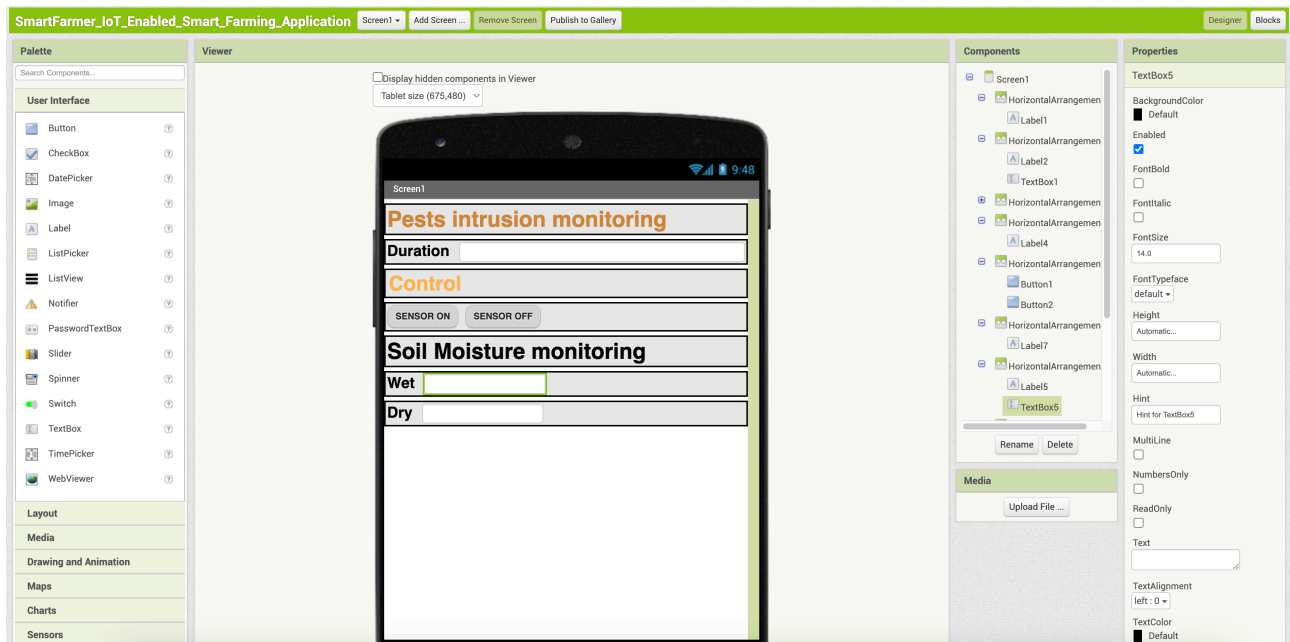 SmartFarmer_IoT_Enabled_Smart_Farming_Application Screen1 Add Screen ... Remove Screen Publish to Gallery Designer Blocks
Palette
Search Components...
User Interface
Button ?
CheckBox ?
DatePicker ?
Image ?
Label ?
ListPicker ?
ListView ?
Notifier ?
PasswordTextBox ?
Slider ?
Spinner ?
Switch ?
TextBox ?
TimePicker ?
WebViewer ?
Layout
Media
Drawing and Animation
Maps
Charts
Sensors
Viewer
Display hidden components in Viewer
Tablet size (675,480)
9:48
Screen1
Pests intrusion monitoring
Duration
Control
SENSOR ON SENSOR OFF
Soil Moisture monitoring
Wet
Dry
Components
Screen1
HorizontalArrangemen
A Label1
HorizontalArrangemen
A Label2
TextBox1
HorizontalArrangemen
HorizontalArrangemen
A Label4
HorizontalArrangemen
Button1
Button2
HorizontalArrangemen
A Label7
HorizontalArrangemen
A Label5
TextBox5
Rename Delete
Media
Upload File ...
Properties
TextBox5
BackgroundColor
Default
Enabled
FontBold
FontItalic
FontSize
14.0
FontTypeface
default
Height
Automatic...
Width
Automatic...
Hint
Hint for TextBox5
MultiLine
NumbersOnly
ReadOnly
Text
TextAlignment
left : 0
TextColor
Default